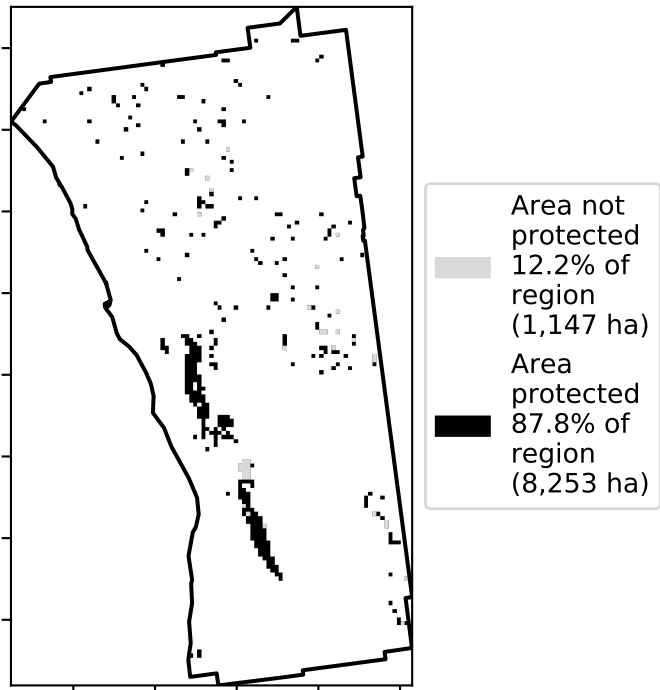 Area not
protected
12.2% of
region
(1,147 ha)
Area
protected
87.8% of
region
(8,253 ha)